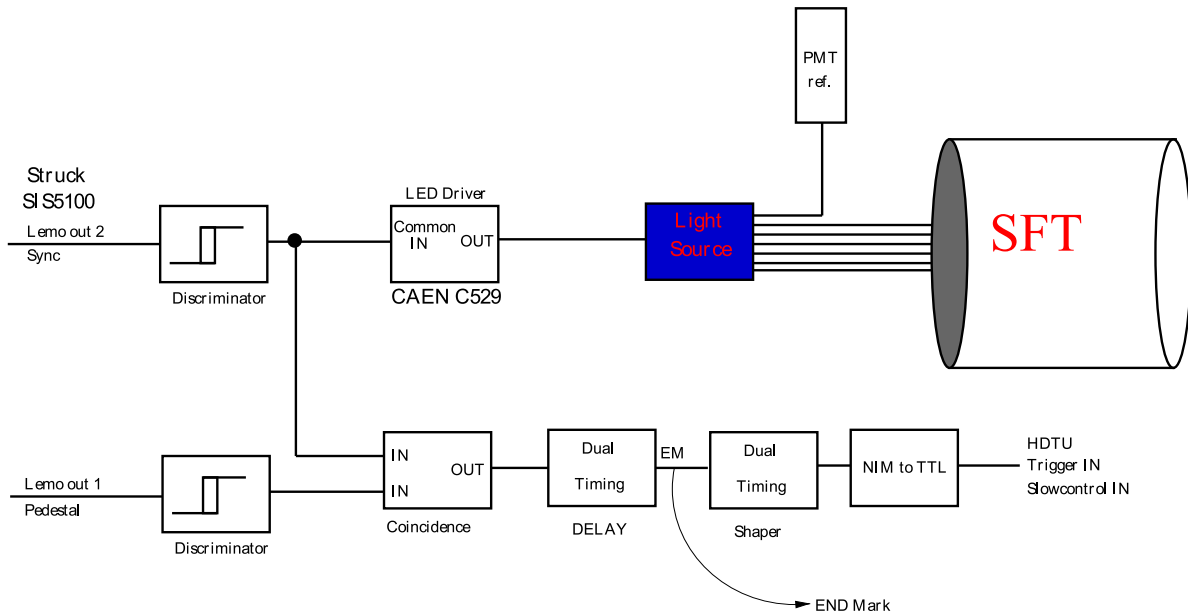 PMT
ref.
Struck
SIS5100
Lemo out 2
Sync
Discriminator
LED Driver
Common
IN
OUT
CAEN C529
Light
Source
SFT
Lemo out 1
Pedestal
Discriminator
IN
IN
OUT
Coincidence
Dual
Timing
DELAY
EM
Dual
Timing
Shaper
NIM to TTL
HDTU
Trigger IN
Slowcontrol IN
END Mark